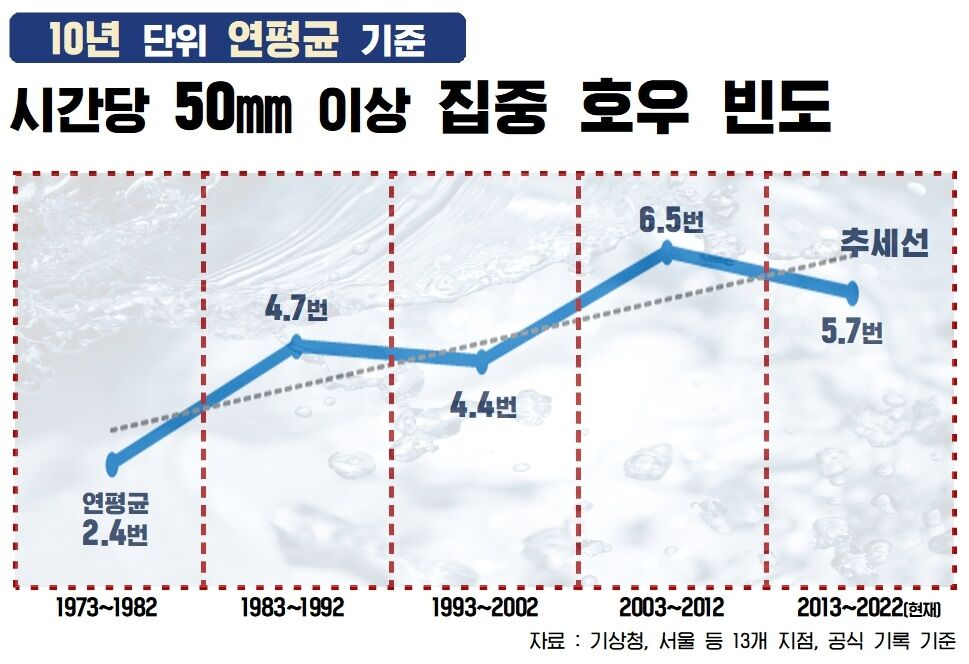 10년 단위 연평균 기준
시간당 50mm 이상 집중 호우 빈도
6.5번
추세선
4.7번
5.7번
4.4번
연평균
2.4번
1973~1982 1983~1992 1993~2002 2003~2012 2013~2022(현재)
자료 : 기상청, 서울 등 13개 지점, 공식 기록 기준